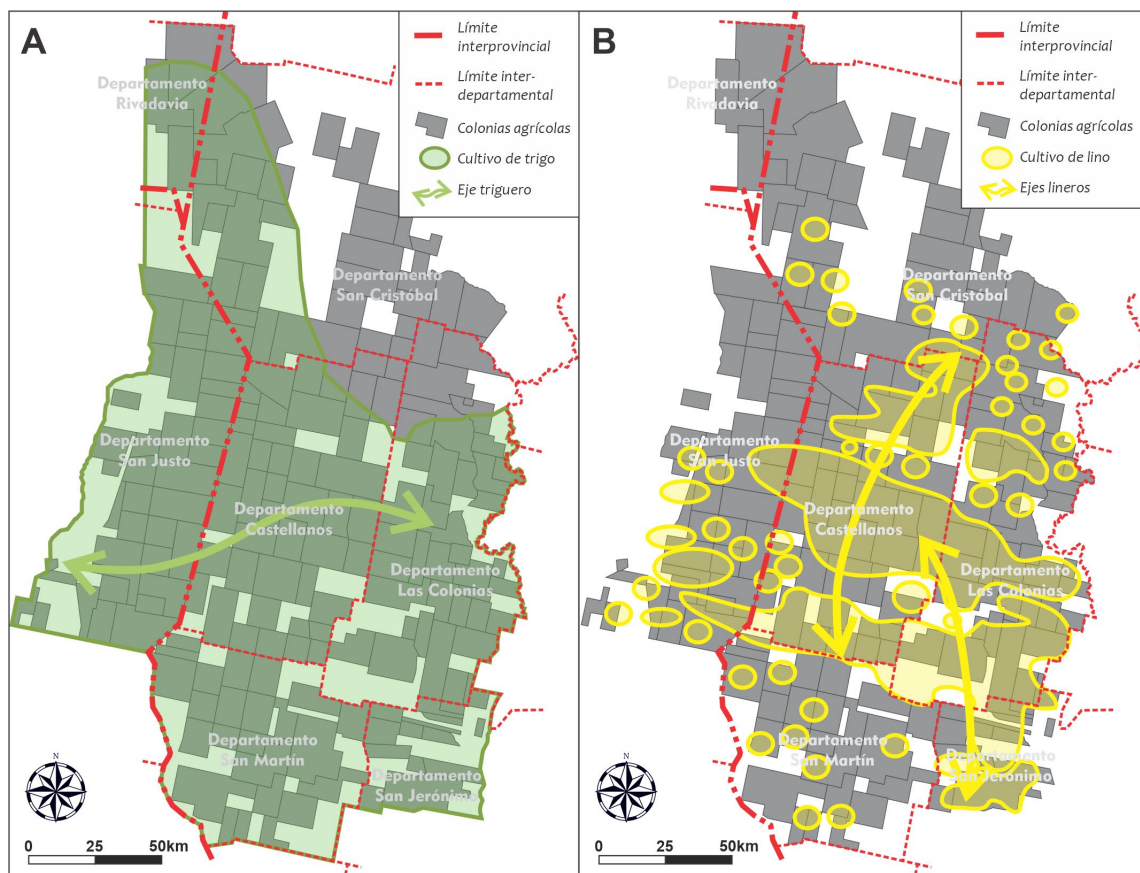 A
Límite
interprovincial
Límite inter-
departamental
Colonias agrícolas
Cultivo de trigo
Eje triguero
Departamento
Rivadavia
Departamento
San Cristóbal
Departamento
San Justo
Departamento
Castellanos
Departamento
Las Colonias
Departamento
San Martín
Departamento
San Jerónimo
N
0 25 50km
B
Límite
interprovincial
Límite inter-
departamental
Colonias agrícolas
Cultivo de lino
Ejes lineros
Departamento
Rivadavia
Departamento
San Cristóbal
Departamento
San Justo
Departamento
Castellanos
Departamento
Las Colonias
Departamento
San Martín
Departamento
San Jerónimo
N
0 25 50km